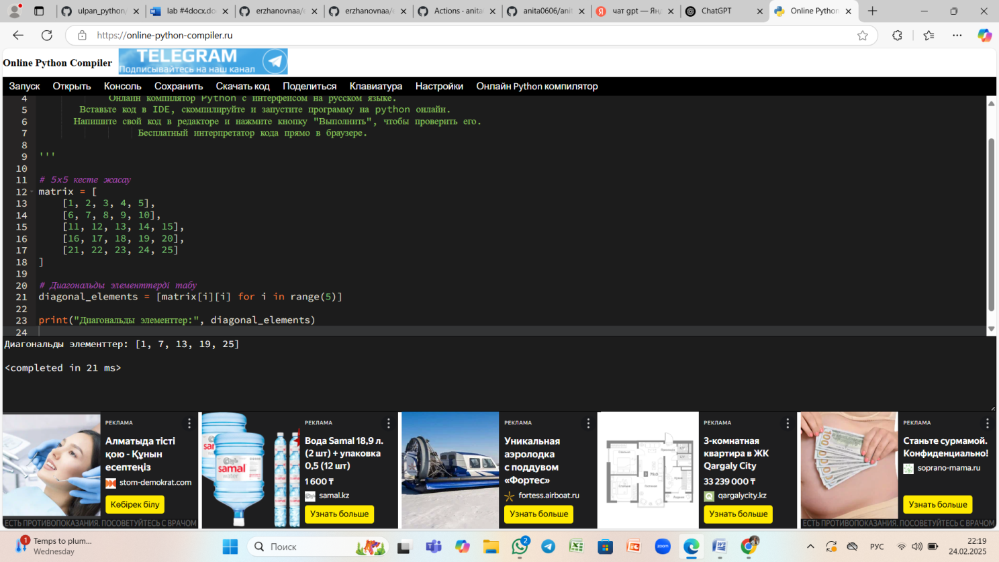 ulpan_python/
lab #4docx.do
erzhanovnaa/e
erzhanovnaa/e
Actions · anita
anita0606/anit
чат gpt — Янд
ChatGPT
Online Python
https://online-python-compiler.ru
Online Python Compiler
TELEGRAM
Подписывайтесь на наш канал
Запуск Открыть Консоль Сохранить Скачать код Поделиться Клавиатура Настройки Онлайн Python компилятор
4 Онлайн компилятор Python с интерфейсом на русском языке.
5 Вставьте код в IDE, скомпилируйте и запустите программу на python онлайн.
6 Напишите свой код в редакторе и нажмите кнопку "Выполнить", чтобы проверить его.
7 Бесплатный интерпретатор кода прямо в браузере.
8
9 '''
10
11 # 5x5 кесте жасау
12 matrix = [
13 [1, 2, 3, 4, 5],
14 [6, 7, 8, 9, 10],
15 [11, 12, 13, 14, 15],
16 [16, 17, 18, 19, 20],
17 [21, 22, 23, 24, 25]
18 ]
19
20 # Диагональды элементтерді табу
21 diagonal_elements = [matrix[i][i] for i in range(5)]
22
23 print("Диагональды элементтер:", diagonal_elements)
24
Диагональды элементтер: [1, 7, 13, 19, 25]
<completed in 21 ms>
РЕКЛАМА
Алматыда тісті
қою - Құнын
есептеңіз
stom-demokrat.com
Көбірек білу
ЕСТЬ ПРОТИВОПОКАЗАНИЯ. ПОСОВЕТУЙТЕСЬ С ВРАЧОМ
samal
water
РЕКЛАМА
Вода Samal 18,9 л.
(2 шт) + упаковка
0,5 (12 шт)
1 600 ₸
samal.kz
Узнать больше
РЕКЛАМА
Уникальная
аэролодка
с поддувом
«Фортес»
fortess.airboat.ru
Узнать больше
РЕКЛАМА
3-комнатная
квартира в ЖК
Qargaly City
33 239 000 ₸
qargalycity.kz
Узнать больше
РЕКЛАМА
Станьте сурмамой.
Конфиденциально!
soprano-mama.ru
Узнать больше
ЕСТЬ ПРОТИВОПОКАЗАНИЯ. ПОСОВЕТУЙТЕСЬ С ВРАЧОМ
1
Temps to plum...
Wednesday
Поиск
2
zoom
РУС
22:19
24.02.2025